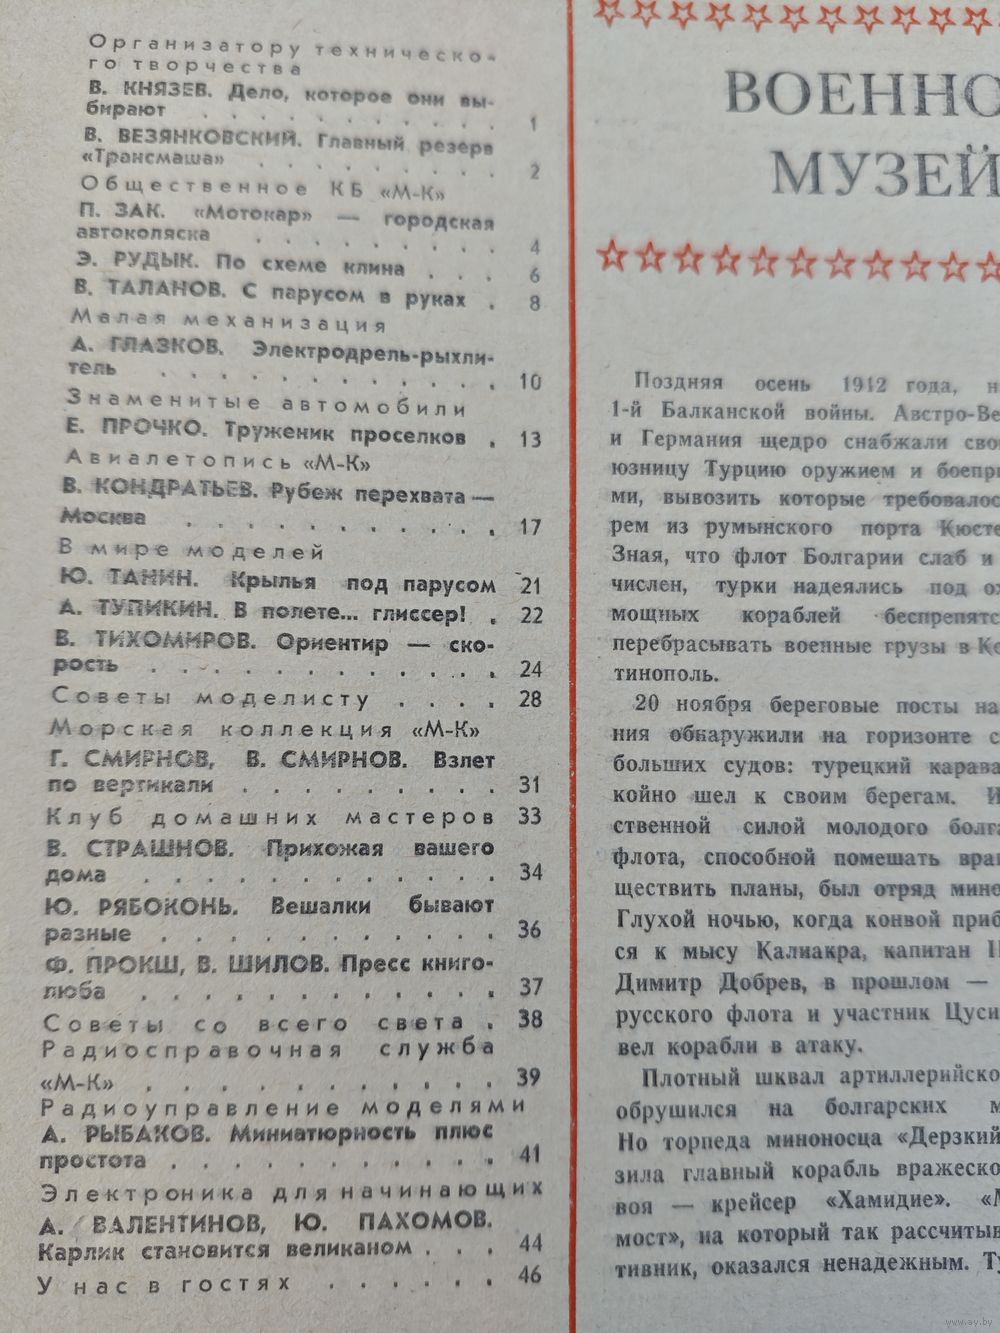 Организатору техническо-
го творчества
В. КНЯЗЕВ. Дело, которое они вы-
бирают . . . . . . . . . . . 1
В. ВЕЗЯНКОВСКИЙ. Главный резерв
«Трансмаша» . . . . . . . . . 2
Общественное КБ «М-К»
П. ЗАК. «Мотокар» — городская
автоколяска . . . . . . . . . 4
Э. РУДЫК. По схеме клина . . . 6
В. ТАЛАНОВ. С парусом в руках . 8
Малая механизация
А. ГЛАЗКОВ. Электродрель-рыхли-
тель . . . . . . . . . . . . 10
Знаменитые автомобили
Е. ПРОЧКО. Труженик проселков . 13
Авиалетопись «М-К»
В. КОНДРАТЬЕВ. Рубеж перехвата —
Москва . . . . . . . . . . . 17
В мире моделей
Ю. ТАНИН. Крылья под парусом 21
А. ТУПИКИН. В полете... глиссер! . 22
В. ТИХОМИРОВ. Ориентир — ско-
рость . . . . . . . . . . . . 24
Советы моделисту . . . . 28
Морская коллекция «М-К»
Г. СМИРНОВ, В. СМИРНОВ. Взлет
по вертикали . . . . . . . . . 31
Клуб домашних мастеров 33
В. СТРАШНОВ. Прихожая вашего
дома . . . . . . . . . . . . 34
Ю. РЯБОКОНЬ. Вешалки бывают
разные . . . . . . . . . . . 36
Ф. ПРОКШ, В. ШИЛОВ. Пресс книго-
люба . . . . . . . . . . . . 37
Советы со всего света . 38
Радиосправочная служба
«М-К» . . . . . . . . . . . . 39
Радиоуправление моделями
А. РЫБАКОВ. Миниатюрность плюс
простота . . . . . . . . . . . 41
Электроника для начинающих
А. ВАЛЕНТИНОВ, Ю. ПАХОМОВ.
Карлик становится великаном . . . 44
У нас в гостях . . . . . . 46
ВОЕННО
МУЗЕЙ
Поздняя осень 1912 года, н
1-й Балканской войны. Австро-Ве
и Германия щедро снабжали сво
юзницу Турцию оружием и боепри
ми, вывозить которые требовалос
рем из румынского порта Кюсте
Зная, что флот Болгарии слаб и
числен, турки надеялись под ох
мощных кораблей беспрепятс
перебрасывать военные грузы в Ко
тинополь.
20 ноября береговые посты на
ния обнаружили на горизонте с
больших судов: турецкий карава
койно шел к своим берегам. И
ственной силой молодого болга
флота, способной помешать враг
ществить планы, был отряд мино
Глухой ночью, когда конвой приб
ся к мысу Калиакра, капитан I
Димитр Добрев, в прошлом —
русского флота и участник Цуси
вел корабли в атаку.
Плотный шквал артиллерийско
обрушился на болгарских м
Но торпеда миноносца «Дерзкий
зила главный корабль вражеско
воя — крейсер «Хамидие». «М
мост», на который так рассчитыв
тивник, оказался ненадежным. Ту
www.ay.by